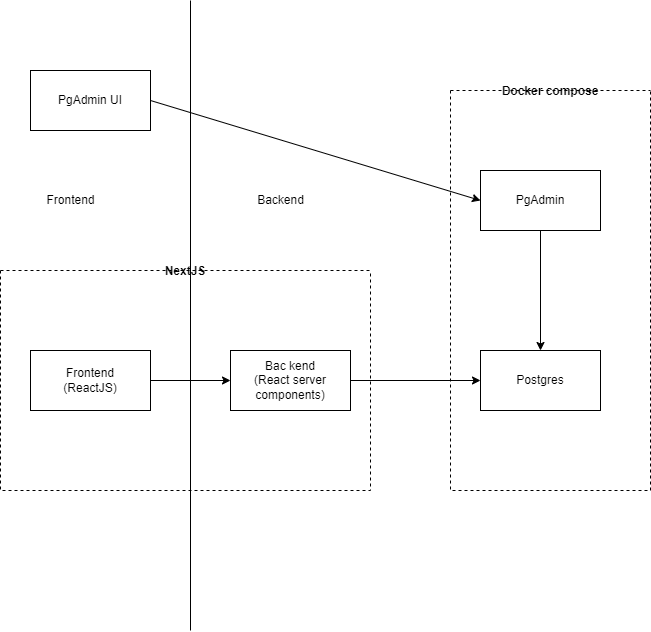 Docker compose
PgAdmin UI
Frontend
Backend
PgAdmin
NextJS
Frontend
(ReactJS)
Bac kend
(React server
components)
Postgres